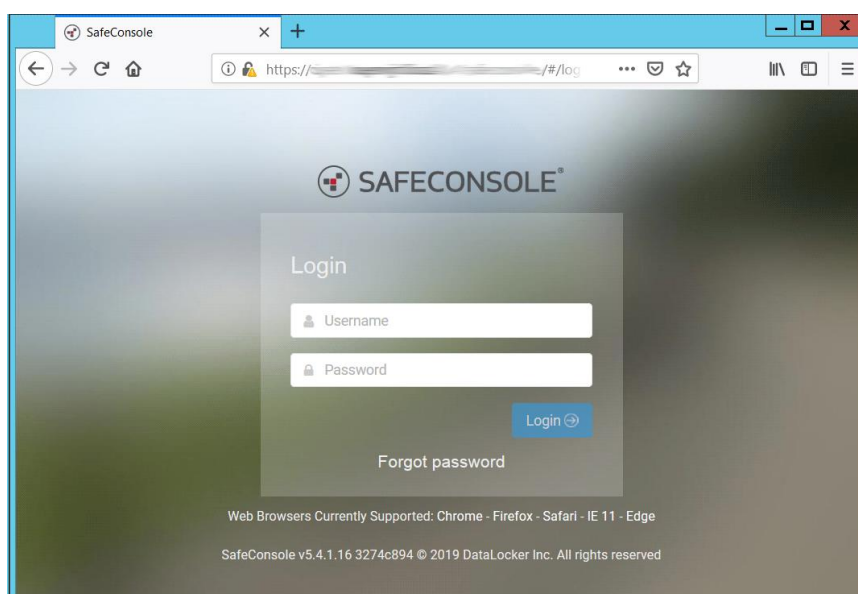 SafeConsole
https:// /#/log
SAFECONSOLE®
Login
Username
Password
Login
Forgot password
Web Browsers Currently Supported: Chrome - Firefox - Safari - IE 11 - Edge
SafeConsole v5.4.1.16 3274c894 © 2019 DataLocker Inc. All rights reserved